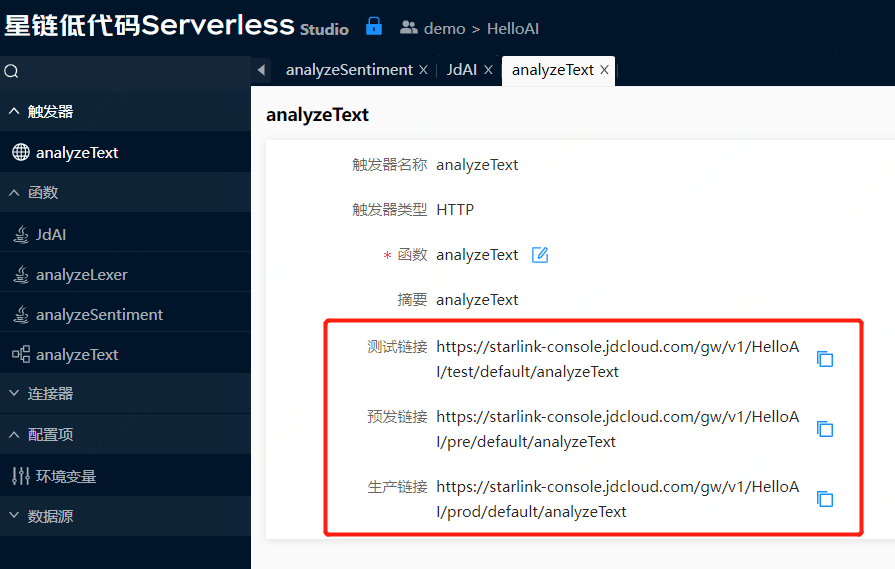 星链低代码Serverless Studio demo > HelloAI
analyzeSentiment × JdAI × analyzeText ×
触发器
analyzeText
函数
JdAI
analyzeLexer
analyzeSentiment
analyzeText
连接器
配置项
环境变量
数据源
analyzeText
触发器名称 analyzeText
触发器类型 HTTP
* 函数 analyzeText
摘要 analyzeText
测试链接 https://starlink-console.jdcloud.com/gw/v1/HelloA
I/test/default/analyzeText
预发链接 https://starlink-console.jdcloud.com/gw/v1/HelloA
I/pre/default/analyzeText
生产链接 https://starlink-console.jdcloud.com/gw/v1/HelloA
I/prod/default/analyzeText